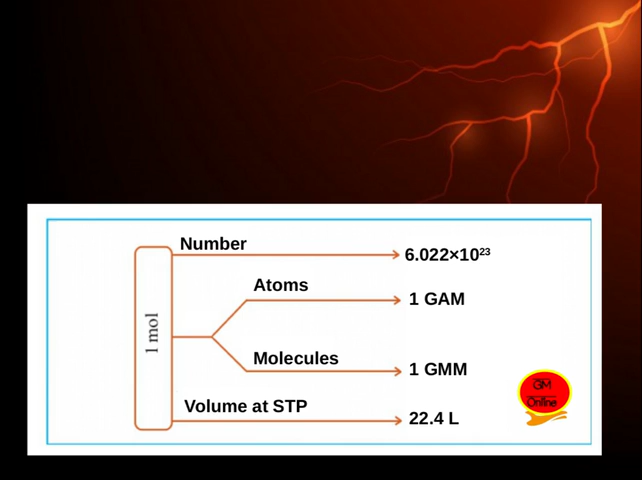 Number
6.022×10²³
Atoms
1 GAM
1 mol
Molecules
1 GMM
Volume at STP
22.4 L
GM
Online